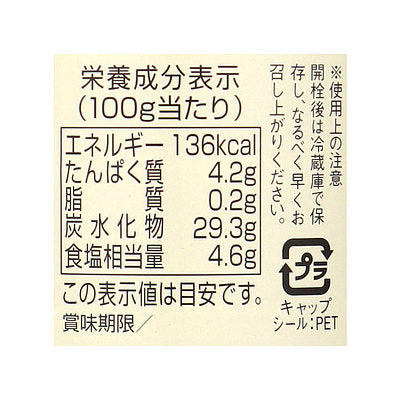 栄養成分表示
(100g当たり)
エネルギー 136kcal
たんぱく質 4.2g
脂質 0.2g
炭水化物 29.3g
食塩相当量 4.6g
この表示値は目安です。
賞味期限/
※使用上の注意
開栓後は冷蔵庫で保
存し、なるべく早くお
召し上がりください。
プラ
キャップ
シール:PET